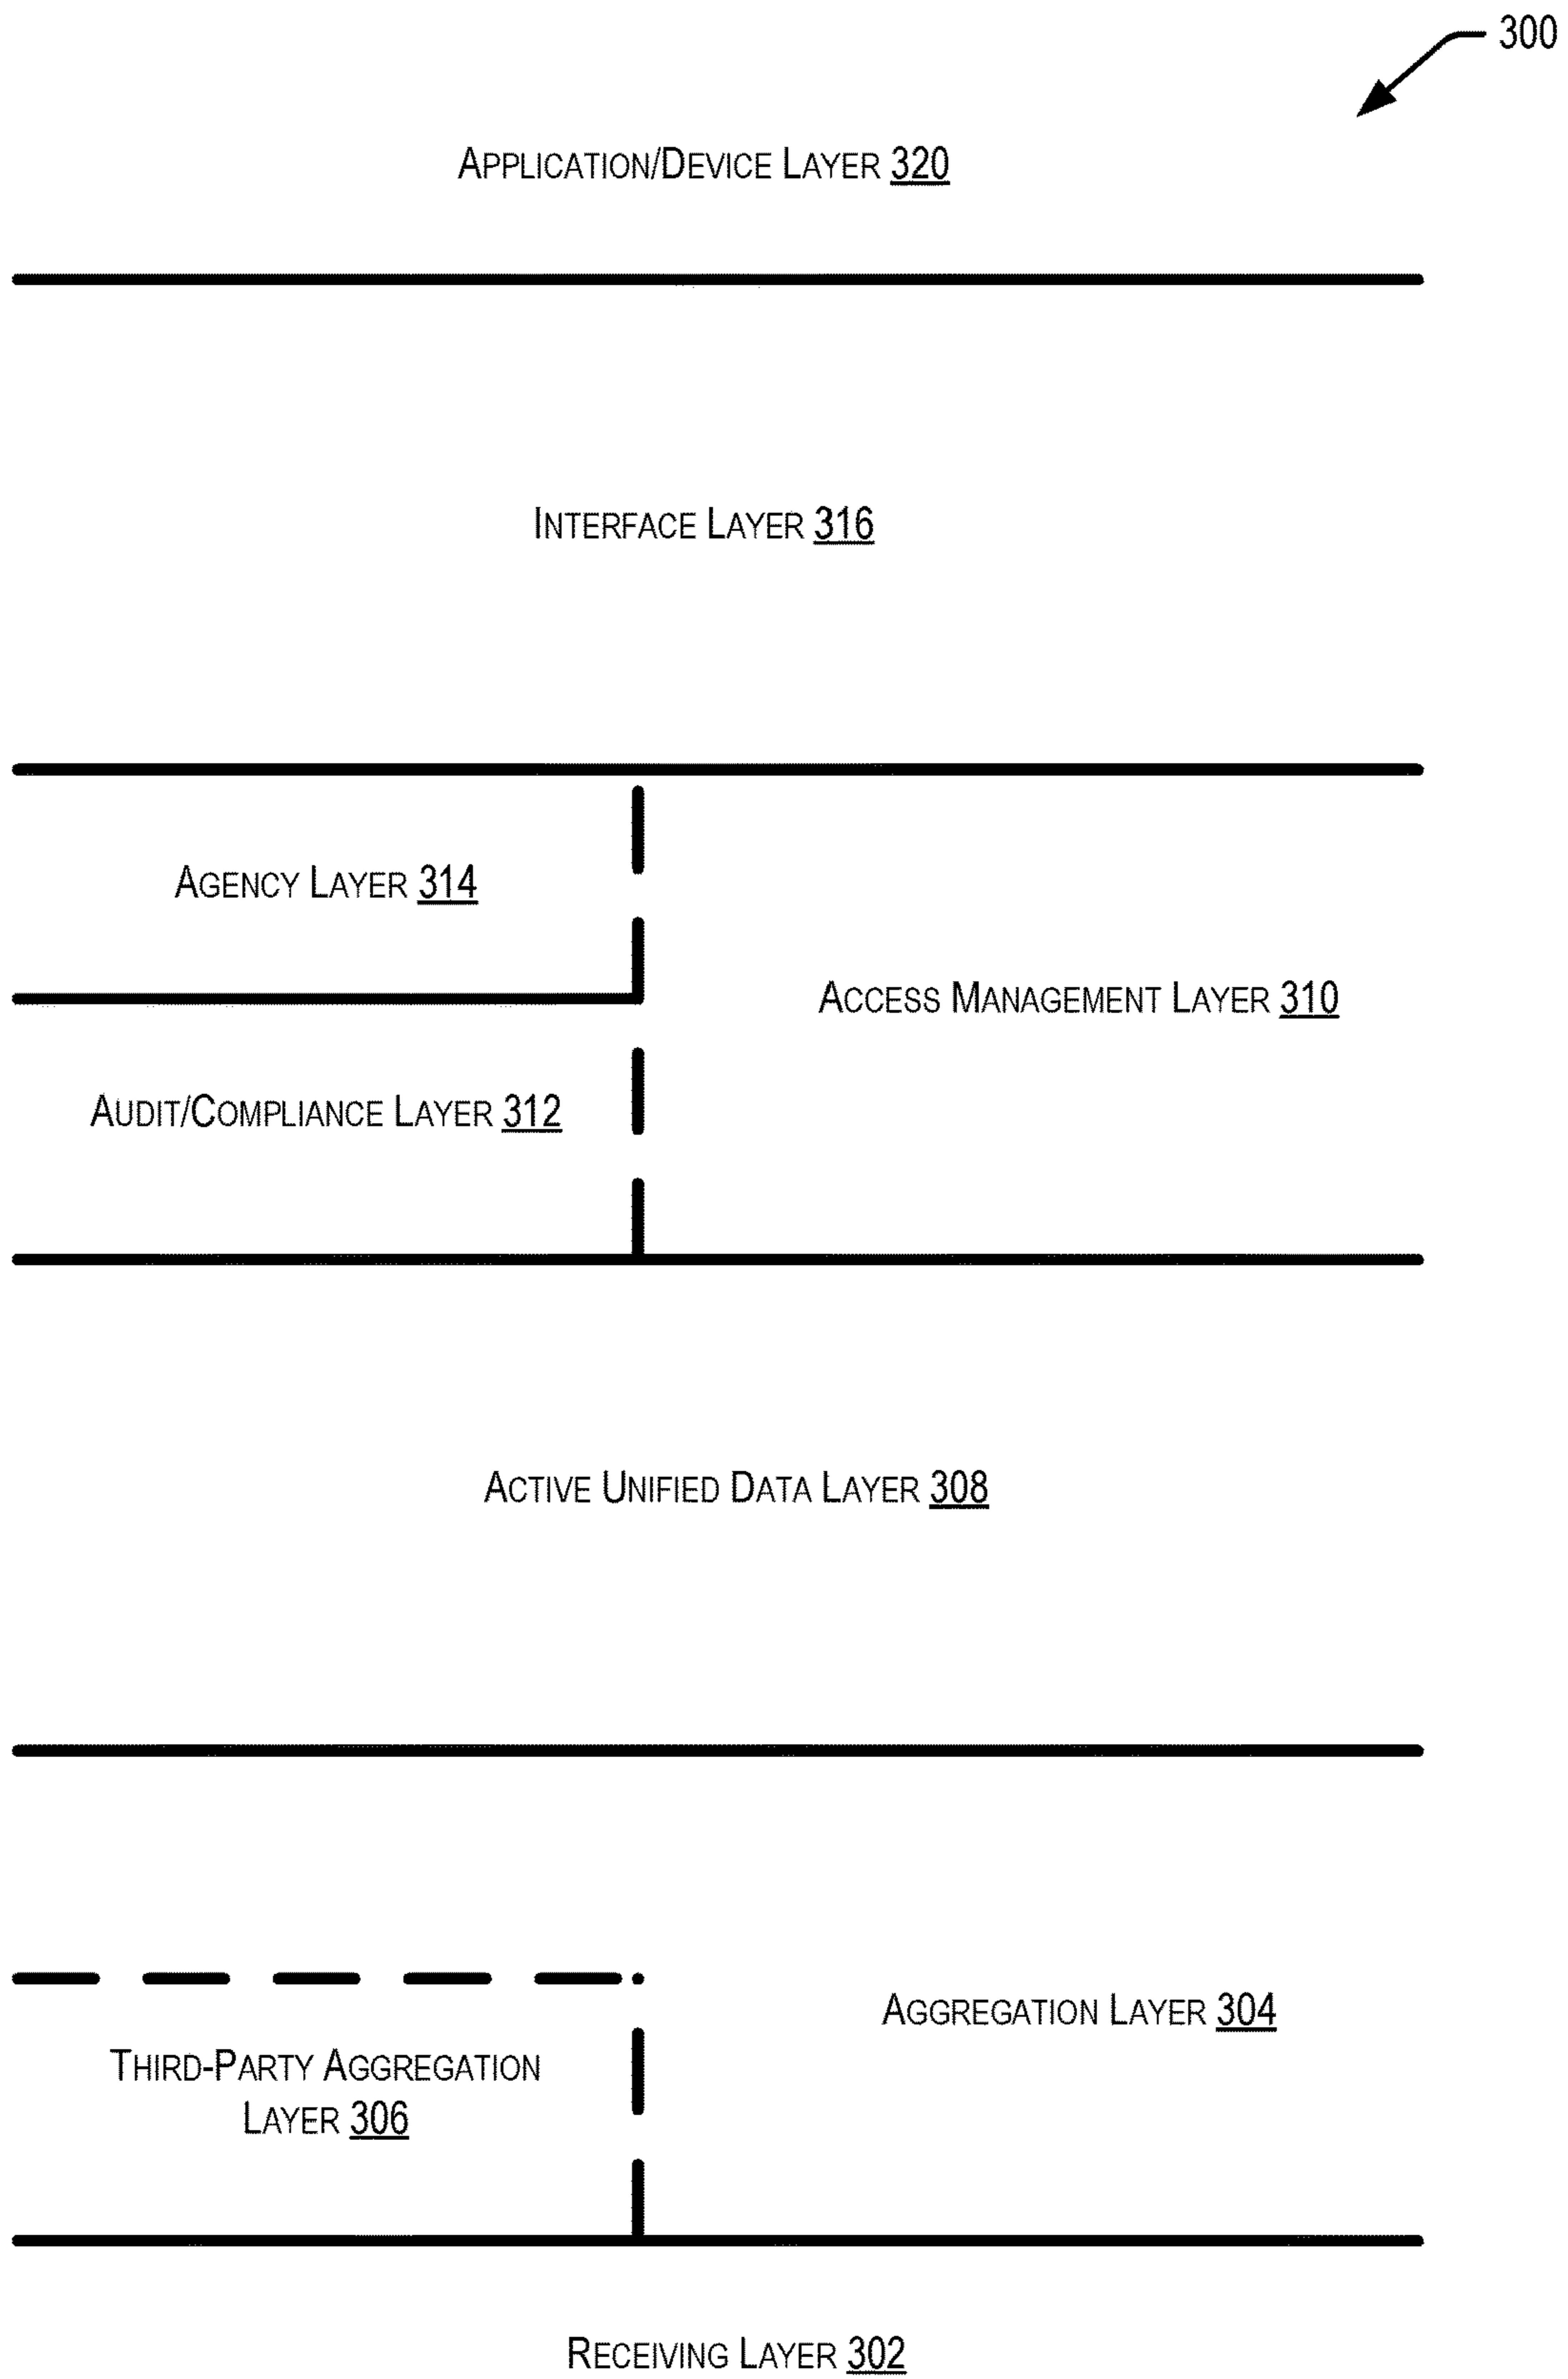 300
APPLICATION/DEVICE LAYER 320
INTERFACE LAYER 316
AGENCY LAYER 314
ACCESS MANAGEMENT LAYER 310
AUDIT/COMPLIANCE LAYER 312
ACTIVE UNIFIED DATA LAYER 308
AGGREGATION LAYER 304
THIRD-PARTY AGGREGATION
LAYER 306
RECEIVING LAYER 302